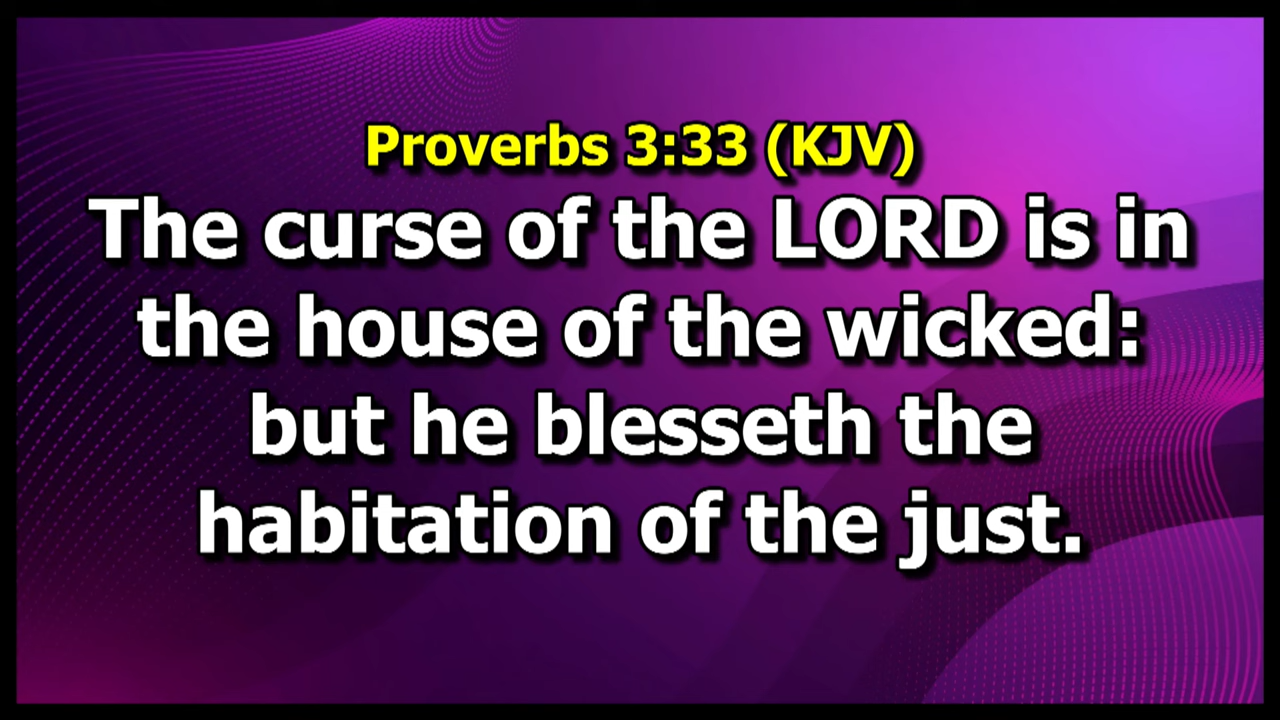 Proverbs 3:33 (KJV)
The curse of the LORD is in
the house of the wicked:
but he blesseth the
habitation of the just.